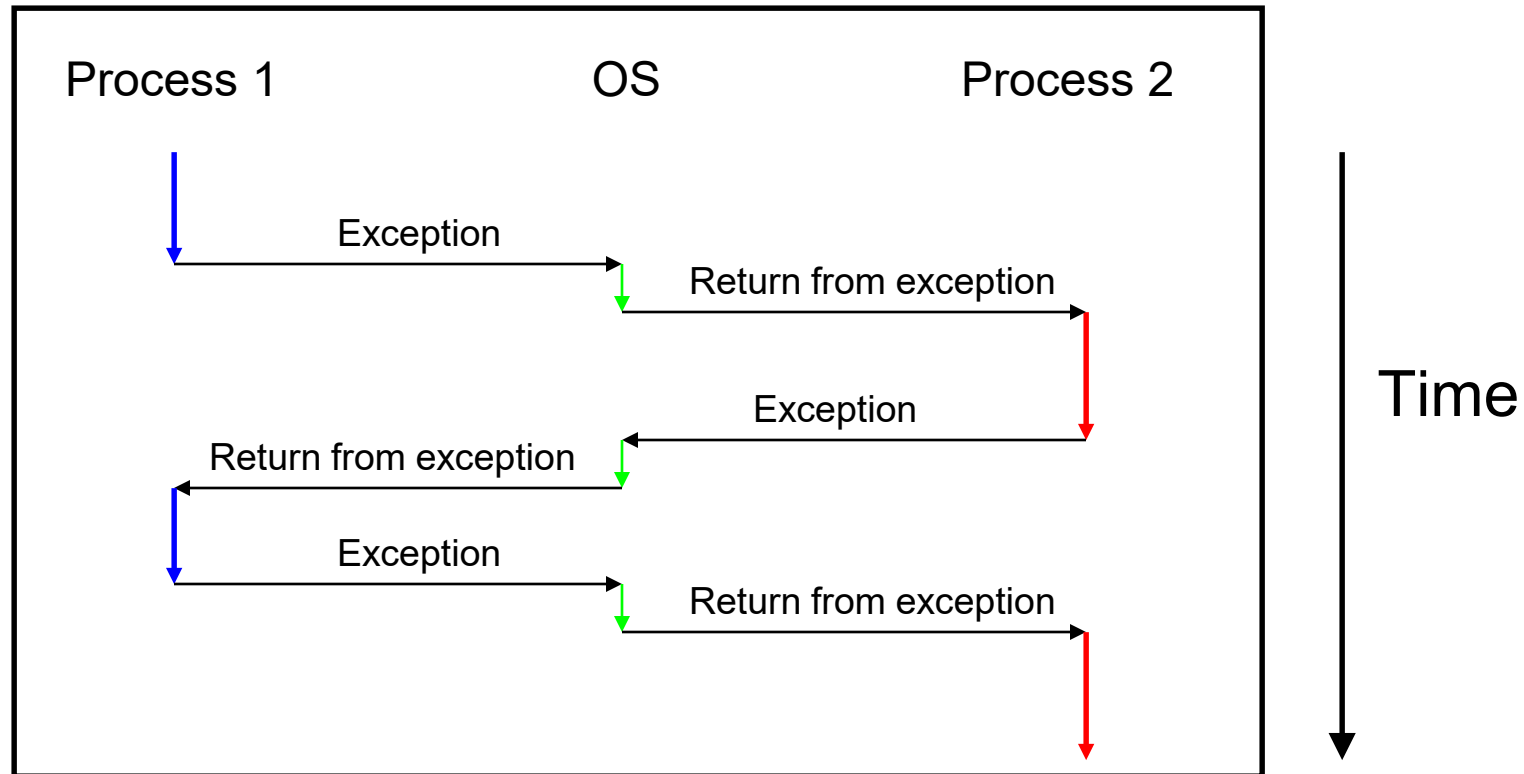 Process 1
OS
Process 2
Exception
Return from exception
Time
Exception
Return from exception
Exception
Return from exception